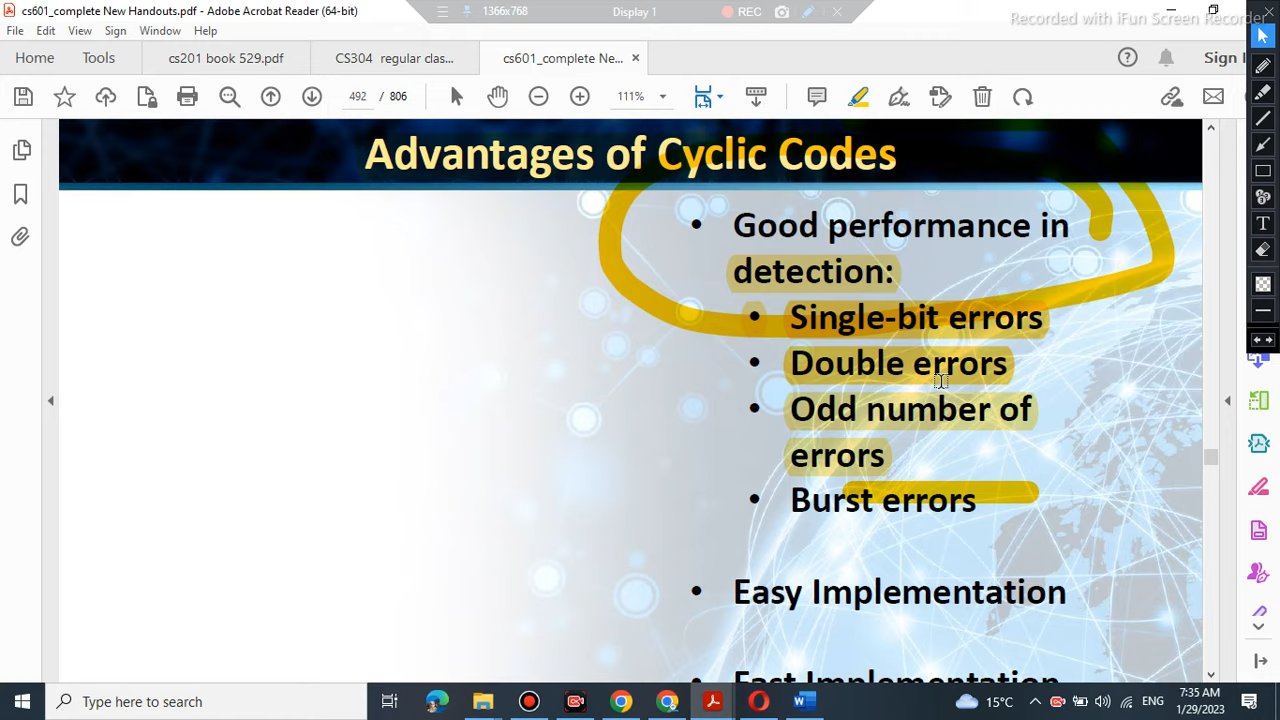 cs601_complete New Handouts.pdf - Adobe Acrobat Reader (64-bit)
1366x768
Display 1
REC
Recorded with iFun Screen Recorder
File Edit View Sign Window Help
Home Tools cs201 book 529.pdf CS304 regular clas... cs601_complete Ne... Sign
492 / 806
111%
Advantages of Cyclic Codes
• Good performance in
detection:
• Single-bit errors
• Double errors
• Odd number of
errors
• Burst errors
• Easy Implementation
• Fast Implementation
Type here to search
15°C
ENG
7:35 AM
1/29/2023